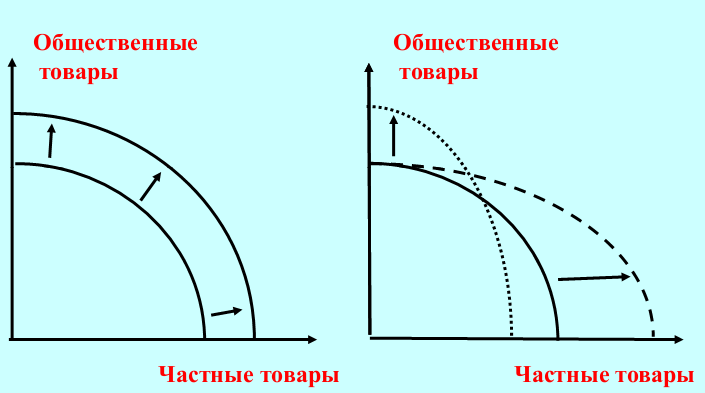 Общественные
товары
Частные товары
Общественные
товары
Частные товары